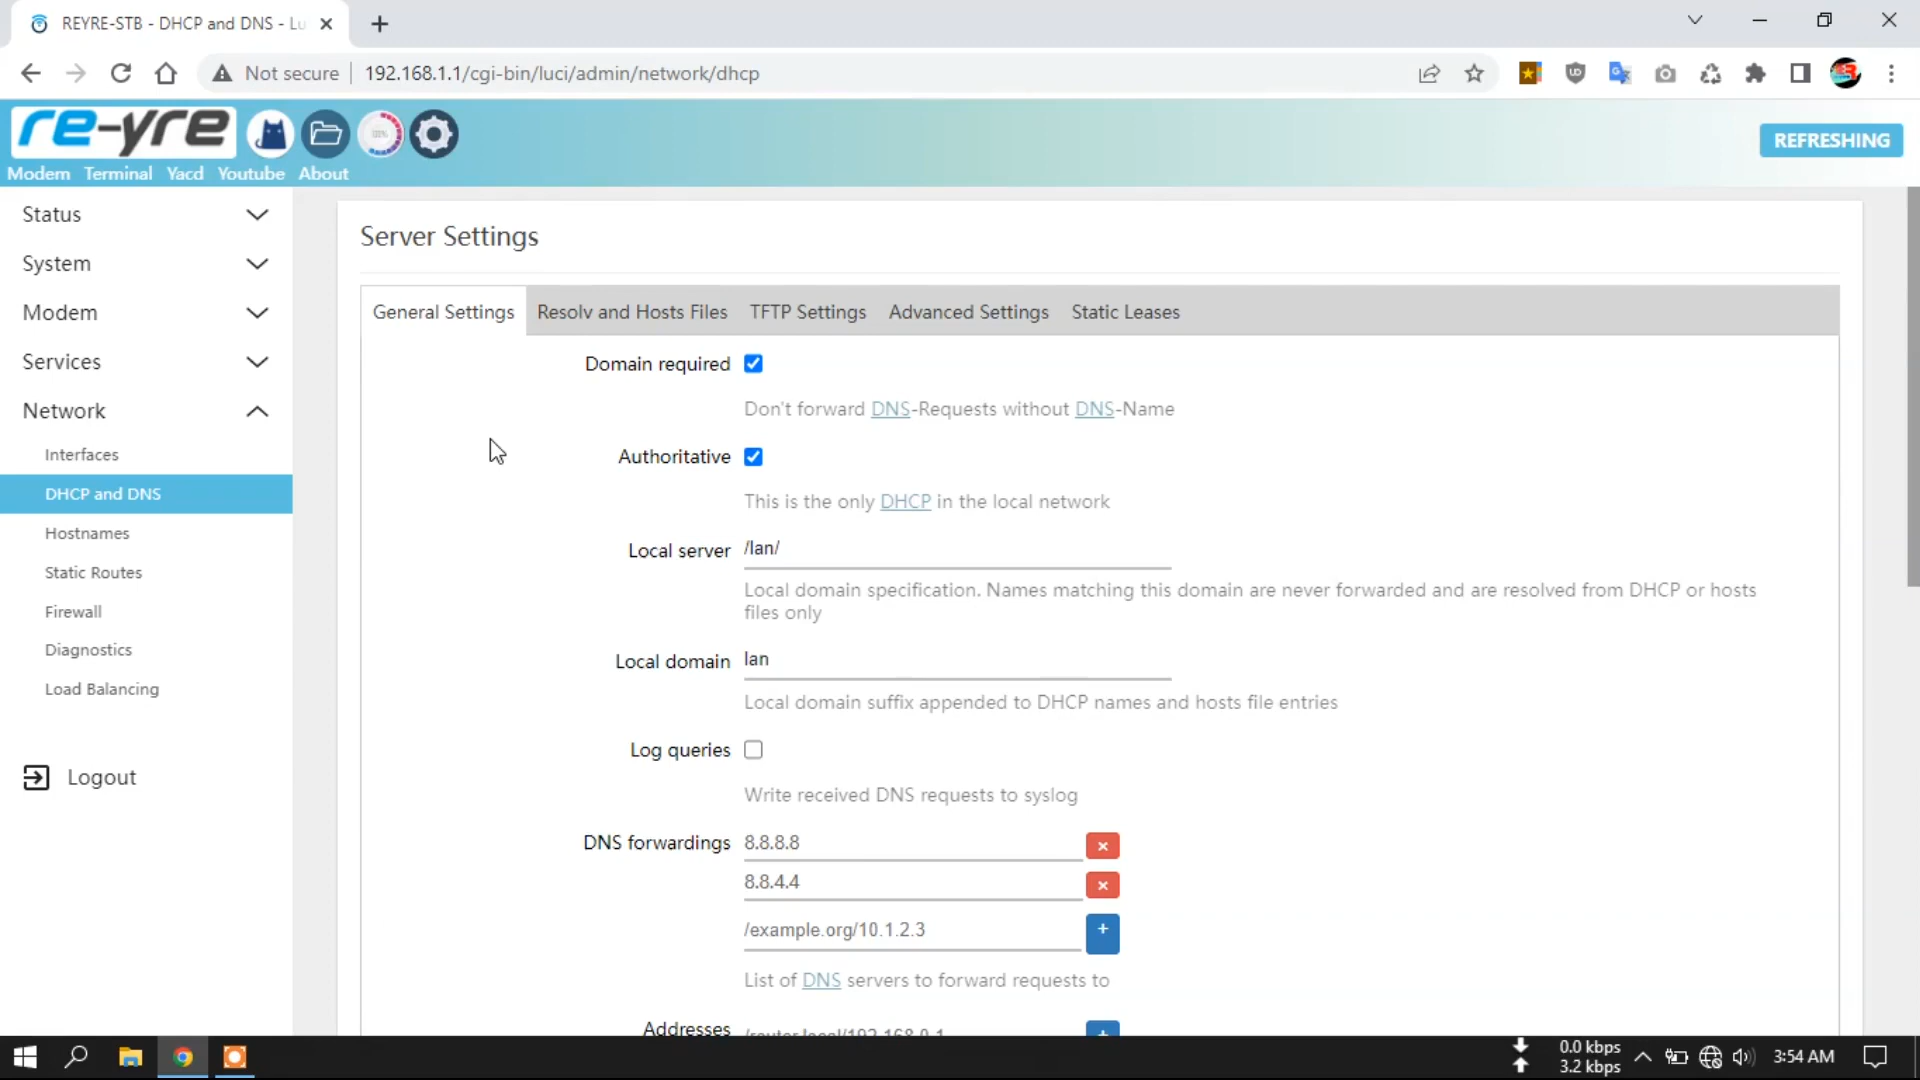 REYRE-STB - DHCP and DNS - Lu
Not secure
192.168.1.1/cgi-bin/luci/admin/network/dhcp
re-yre
100%
REFRESHING
Modem Terminal Yacd Youtube About
Status
System
Modem
Services
Network
Interfaces
DHCP and DNS
Hostnames
Static Routes
Firewall
Diagnostics
Load Balancing
Logout
Server Settings
General Settings
Resolv and Hosts Files
TFTP Settings
Advanced Settings
Static Leases
Domain required
Don't forward DNS-Requests without DNS-Name
Authoritative
This is the only DHCP in the local network
Local server /lan/
Local domain specification. Names matching this domain are never forwarded and are resolved from DHCP or hosts
files only
Local domain lan
Local domain suffix appended to DHCP names and hosts file entries
Log queries
Write received DNS requests to syslog
DNS forwardings 8.8.8.8
8.8.4.4
/example.org/10.1.2.3
List of DNS servers to forward requests to
Addresses /router.local/192.168.0.1
0.0 kbps
3.2 kbps
3:54 AM